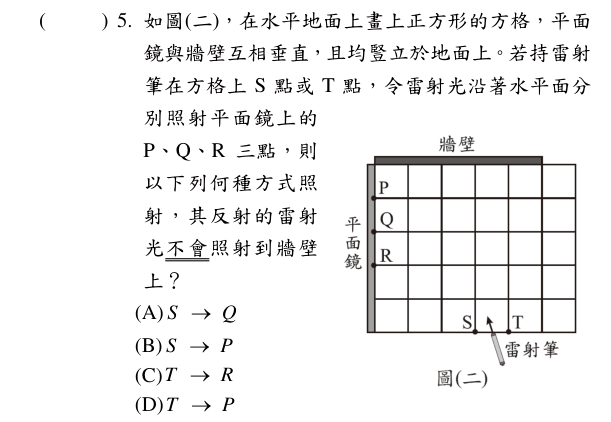 (　　) 5. 如圖(二)，在水平地面上畫上正方形的方格，平面
鏡與牆壁互相垂直，且均豎立於地面上。若持雷射
筆在方格上 S 點或 T 點，令雷射光沿著水平面分
別照射平面鏡上的
P、Q、R 三點，則
以下列何種方式照
射，其反射的雷射
光不會照射到牆壁
上？
(A) S → Q
(B) S → P
(C) T → R
(D) T → P
牆壁
平面鏡
P
Q
R
S
T
雷射筆
圖(二)